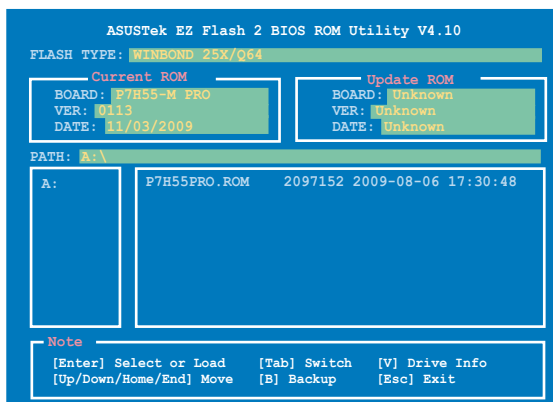 ASUSTek EZ Flash 2 BIOS ROM Utility V4.10
FLASH TYPE: WINBOND 25X/Q64
Current ROM
BOARD: P7H55-M PRO
VER: 0113
DATE: 11/03/2009
Update ROM
BOARD: Unknown
VER: Unknown
DATE: Unknown
PATH: A:\
A:
P7H55PRO.ROM 2097152 2009-08-06 17:30:48
Note
[Enter] Select or Load [Tab] Switch [V] Drive Info
[Up/Down/Home/End] Move [B] Backup [Esc] Exit